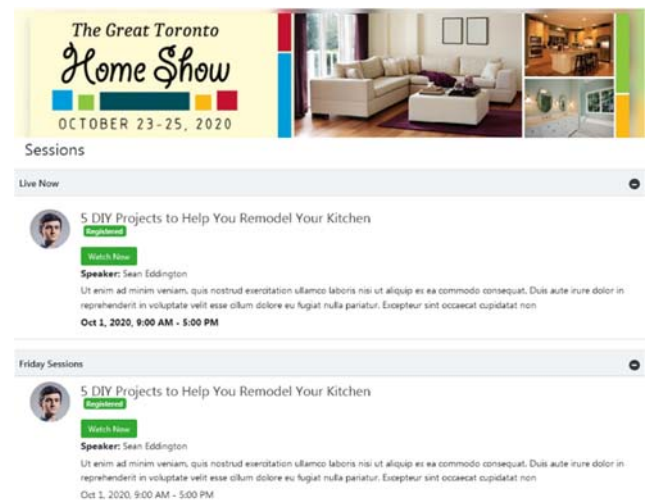 The Great Toronto
Home Show
OCTOBER 23-25, 2020
Sessions
Live Now
5 DIY Projects to Help You Remodel Your Kitchen
Registered
Watch Now
Speaker: Sean Eddington
Ut enim ad minim veniam, quis nostrud exercitation ullamco laboris nisi ut aliquip ex ea commodo consequat. Duis aute irure dolor in
reprehenderit in voluptate velit esse cillum dolore eu fugiat nulla pariatur. Excepteur sint occaecat cupidatat non
Oct 1, 2020, 9:00 AM - 5:00 PM
Friday Sessions
5 DIY Projects to Help You Remodel Your Kitchen
Registered
Watch Now
Speaker: Sean Eddington
Ut enim ad minim veniam, quis nostrud exercitation ullamco laboris nisi ut aliquip ex ea commodo consequat. Duis aute irure dolor in
reprehenderit in voluptate velit esse cillum dolore eu fugiat nulla pariatur. Excepteur sint occaecat cupidatat non
Oct 1, 2020, 9:00 AM - 5:00 PM